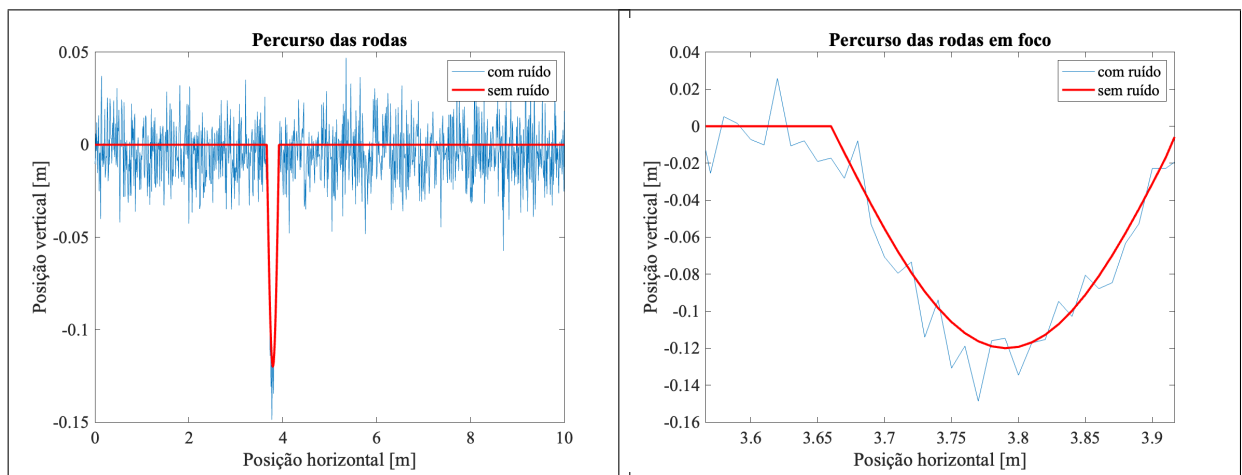 Percurso das rodas
0.05
0
-0.05
-0.1
-0.15
Posição vertical [m]
com ruído
sem ruído
0
2
4
6
8
10
Posição horizontal [m]
Percurso das rodas em foco
0.04
0.02
0
-0.02
-0.04
-0.06
-0.08
-0.1
-0.12
-0.14
-0.16
Posição vertical [m]
com ruído
sem ruído
3.6
3.65
3.7
3.75
3.8
3.85
3.9
Posição horizontal [m]